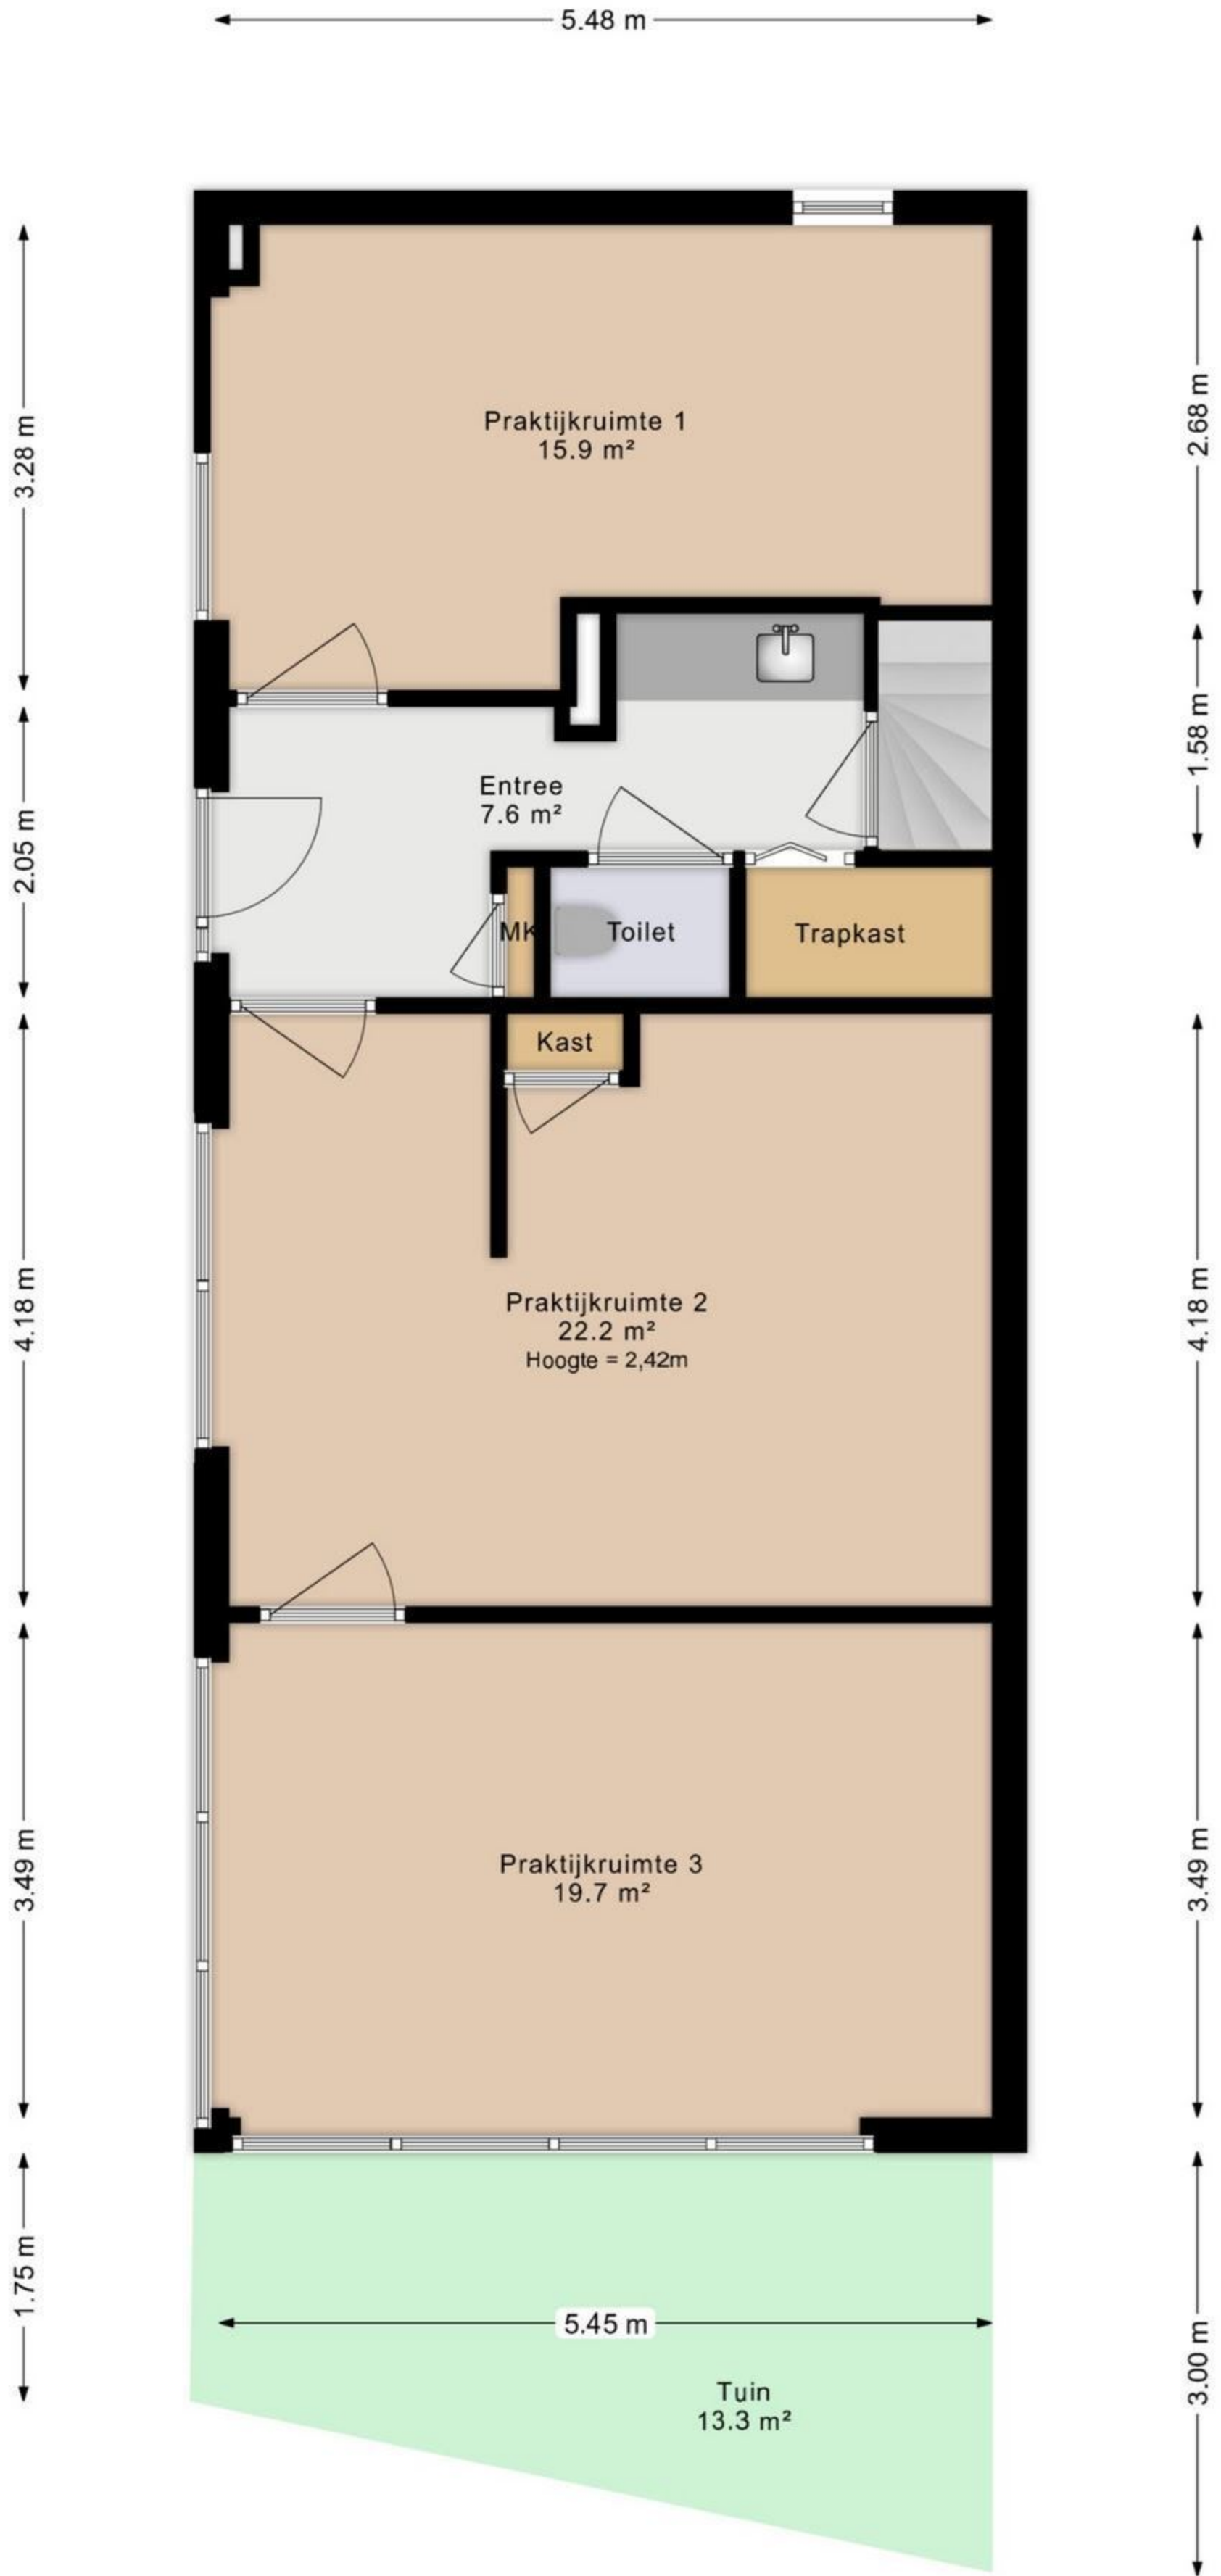 5.48 m
3.28 m
2.68 m
Praktijkruimte 1
15.9 m²
1.58 m
2.05 m
Entree
7.6 m²
MK
Toilet
Trapkast
Kast
4.18 m
4.18 m
Praktijkruimte 2
22.2 m²
Hoogte = 2,42m
3.49 m
3.49 m
Praktijkruimte 3
19.7 m²
1.75 m
5.45 m
3.00 m
Tuin
13.3 m²